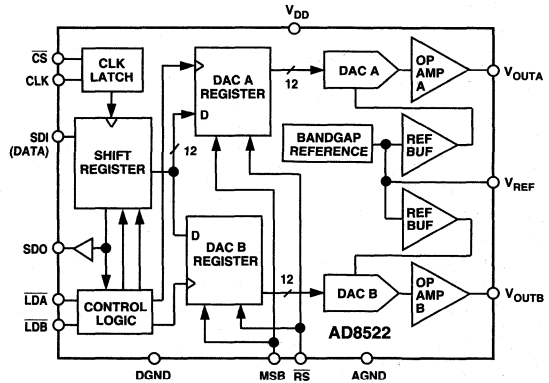 VDD
CS
CLK
CLK LATCH
SDI (DATA)
SHIFT REGISTER
12
SDO
LDA
LDB
CONTROL LOGIC
DAC A REGISTER
D
12
DAC A
OP AMP A
VOUTA
BANDGAP REFERENCE
REF BUF
VREF
REF BUF
D
DAC B REGISTER
12
DAC B
OP AMP B
VOUTB
AD8522
DGND
MSB
RS
AGND